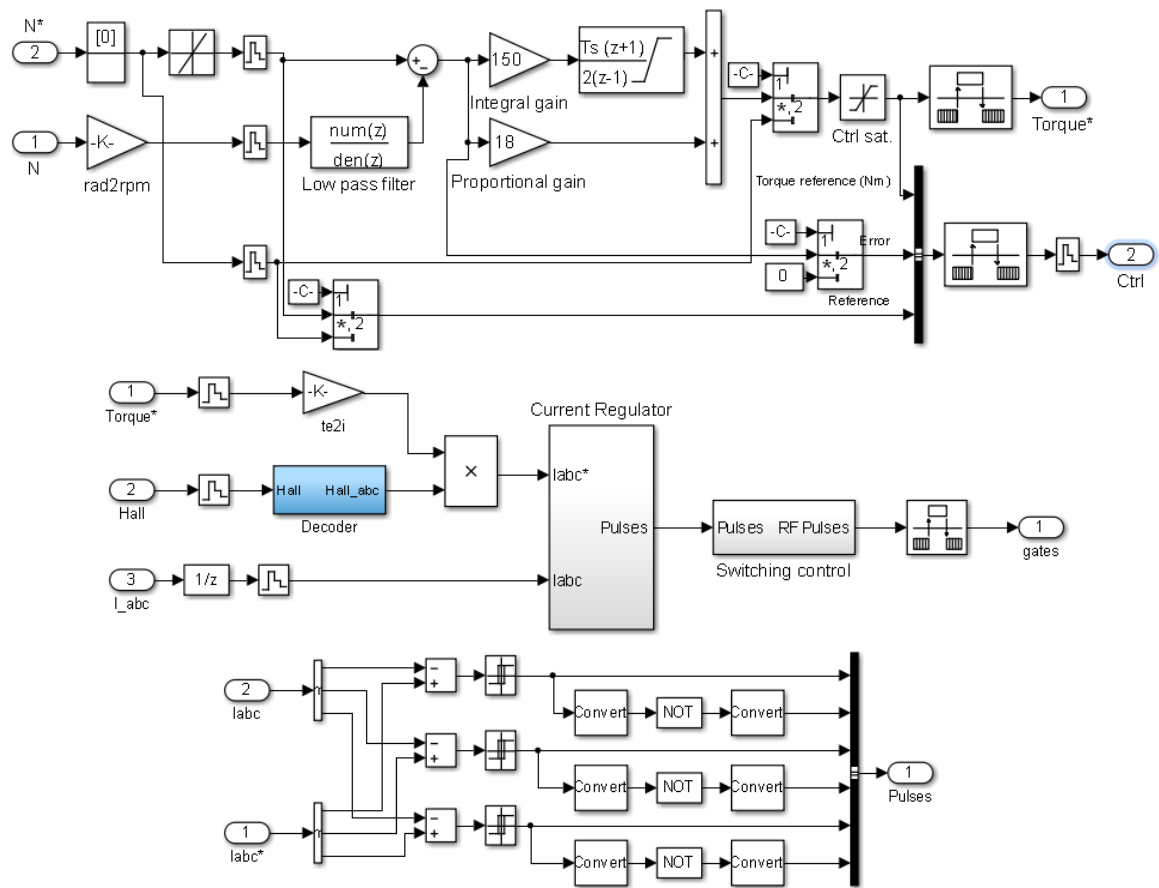 N*
2
[0]
1
N
-K-
rad2rpm
num(z)
den(z)
Low pass filter
+
−
150
Integral gain
18
Proportional gain
Ts (z+1)
2(z-1)
+
+
-C-
1
*, 2
Ctrl sat.
1
Torque*
Torque reference (Nm)
-C-
1
*, 2
0
Error
Reference
-C-
1
*, 2
2
Ctrl
1
Torque*
-K-
te2i
2
Hall
Hall Hall_abc
Decoder
×
3
I_abc
1/z
Current Regulator
Iabc*
Pulses
Iabc
Pulses RF Pulses
Switching control
1
gates
2
Iabc
1
Iabc*
−
+
Convert NOT Convert
−
+
Convert NOT Convert
−
+
Convert NOT Convert
1
Pulses